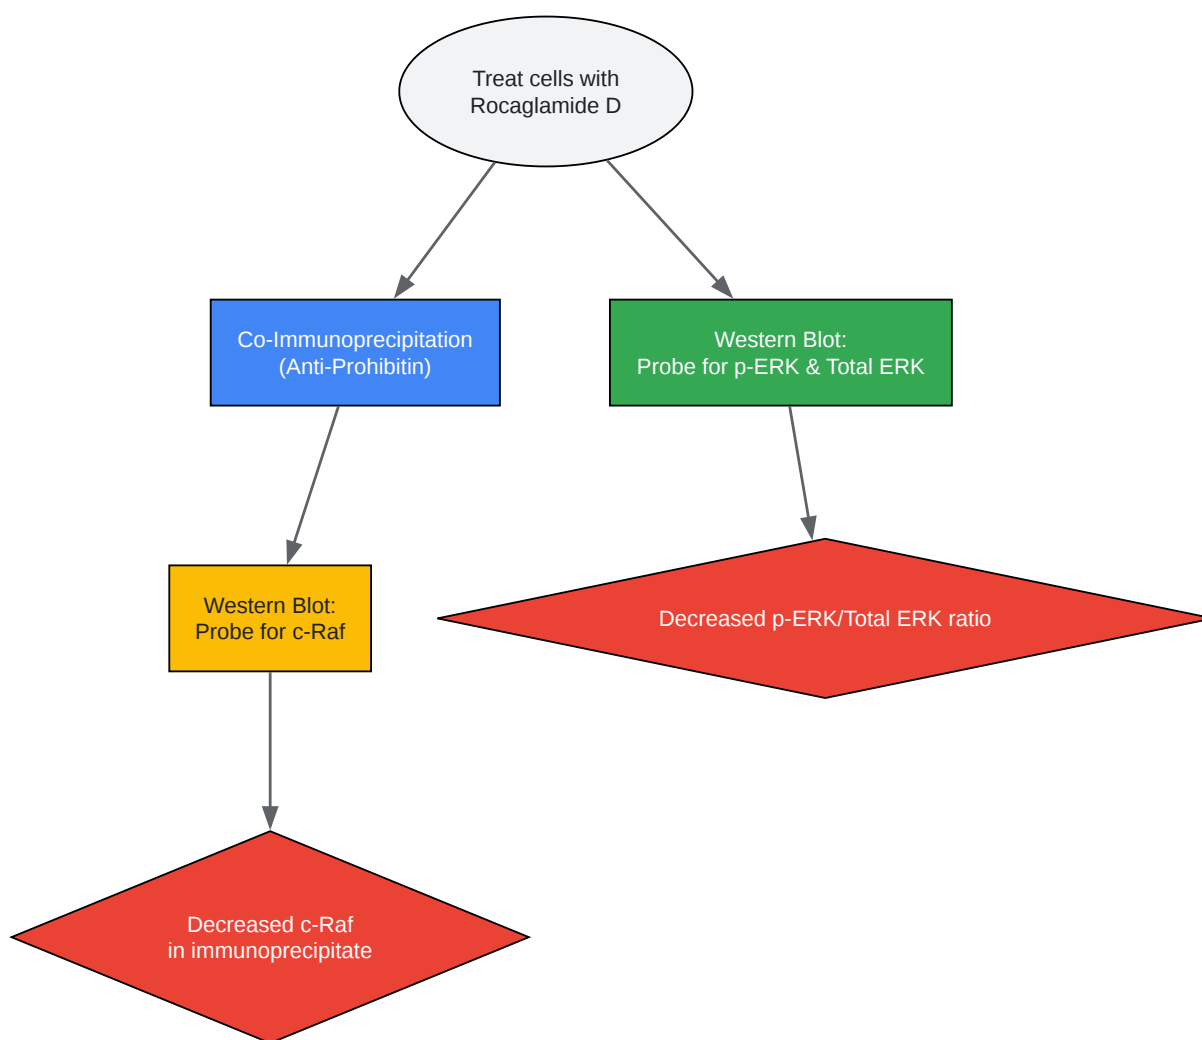 Treat cells with
Rocaglamide D
Co-Immunoprecipitation
(Anti-Prohibitin)
Western Blot:
Probe for p-ERK & Total ERK
Western Blot:
Probe for c-Raf
Decreased p-ERK/Total ERK ratio
Decreased c-Raf
in immunoprecipitate